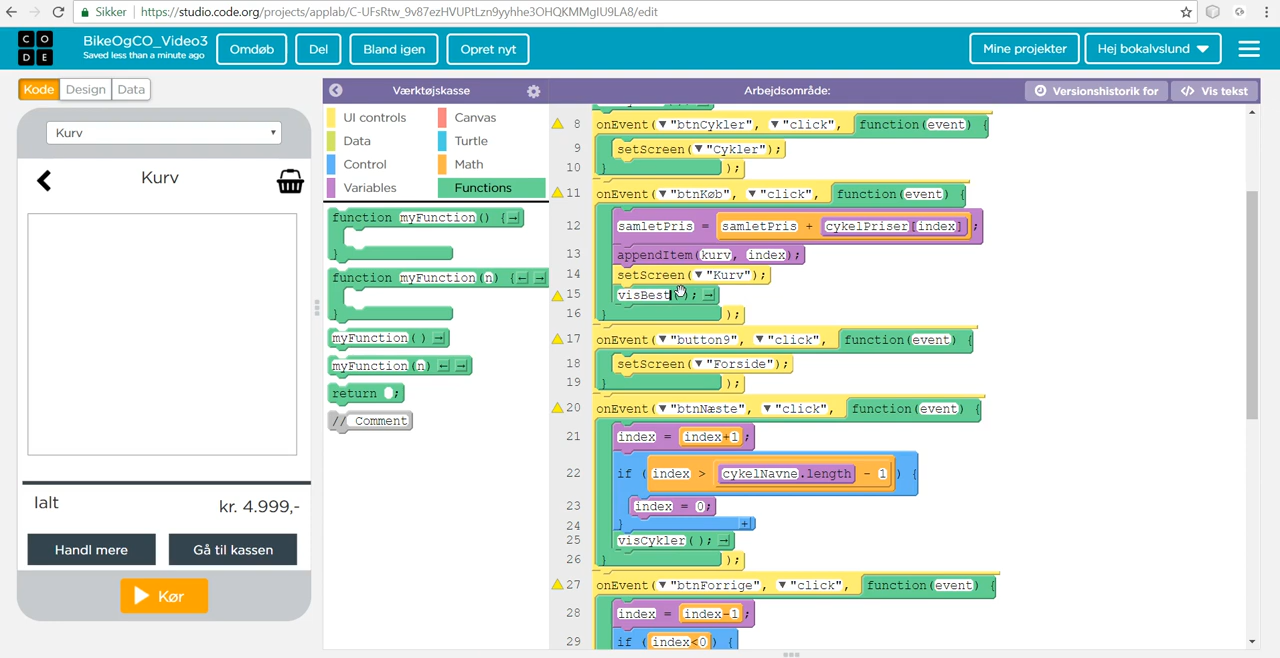 Sikker https://studio.code.org/projects/applab/C-UFsRtw_9v87ezHVUPtLzn9yyhhe3OHQKMMgIU9LA8/edit
C O
D E
BikeOgCO_Video3
Saved less than a minute ago
Omdøb
Del
Bland igen
Opret nyt
Mine projekter
Hej bokalvslund
Kode Design Data
Værktøjskasse
Arbejdsområde:
Versionshistorik for
Vis tekst
Kurv
Kurv
Ialt
kr. 4.999,-
Handl mere
Gå til kassen
Kør
UI controls
Canvas
Data
Turtle
Control
Math
Variables
Functions
function myFunction() {
}
function myFunction(n) {
}
myFunction()
myFunction(n)
return ;
// Comment
8 onEvent("btnCykler", "click", function(event) {
9 setScreen("Cykler");
10 } );
11 onEvent("btnKøb", "click", function(event) {
12 samletPris = samletPris + cykelPriser[index];
13 appendItem(kurv, index);
14 setScreen("Kurv");
15 visBest();
16 } );
17 onEvent("button9", "click", function(event) {
18 setScreen("Forside");
19 } );
20 onEvent("btnNæste", "click", function(event) {
21 index = index+1;
22 if (index > cykelNavne.length - 1) {
23 index = 0;
24 }
25 visCykler();
26 } );
27 onEvent("btnForrige", "click", function(event) {
28 index = index-1;
29 if (index<0) {